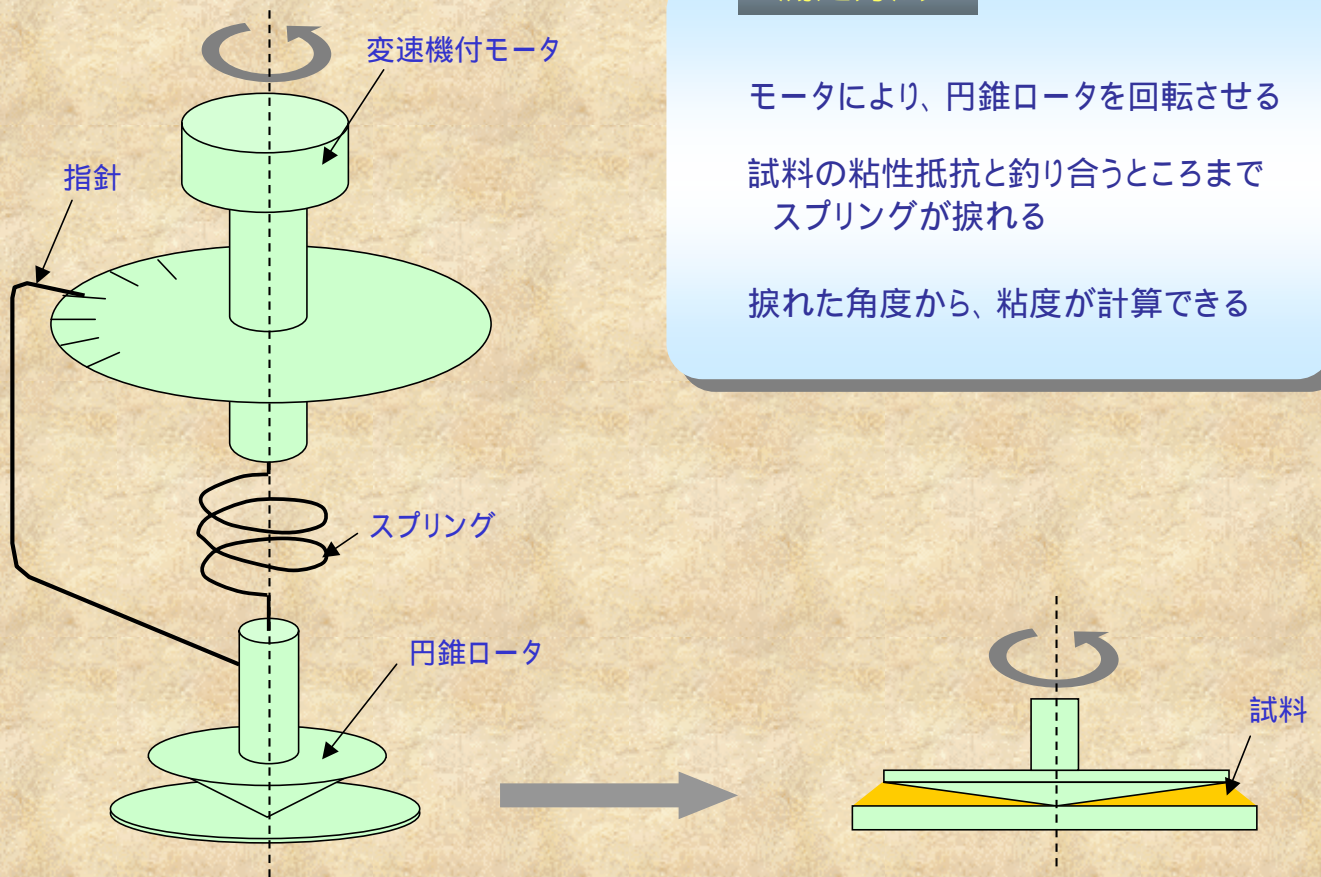 変速機付モータ
指針
スプリング
円錐ロータ
モータにより、円錐ロータを回転させる
試料の粘性抵抗と釣り合うところまで
スプリングが捩れる
捩れた角度から、粘度が計算できる
試料